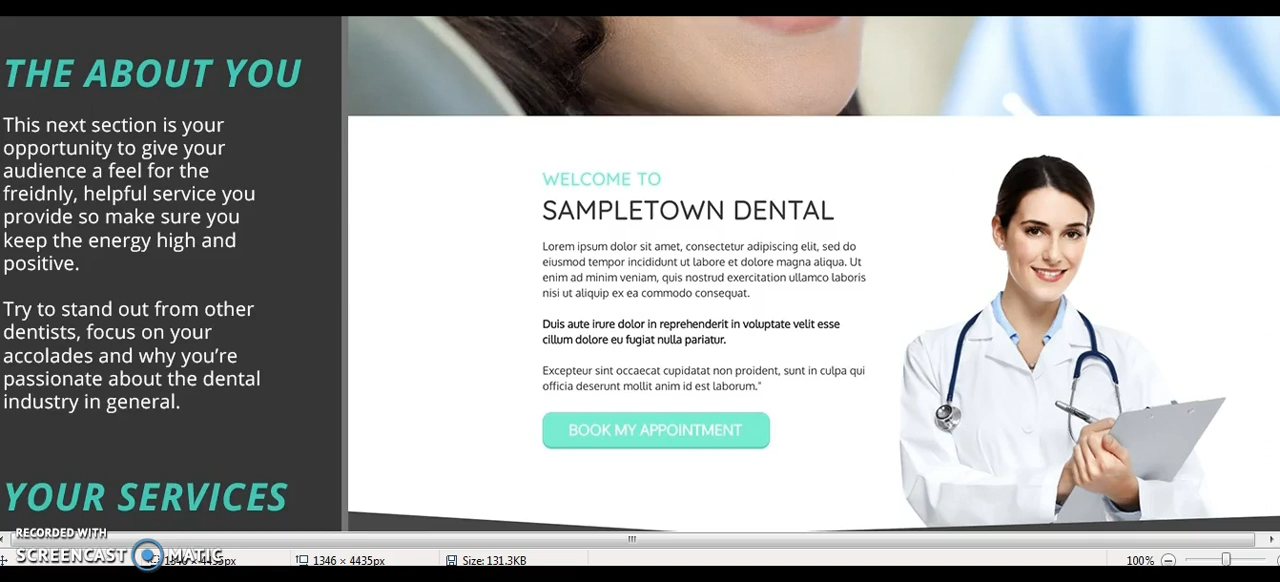 THE ABOUT YOU
This next section is your
opportunity to give your
audience a feel for the
freidnly, helpful service you
provide so make sure you
keep the energy high and
positive.
Try to stand out from other
dentists, focus on your
accolades and why you're
passionate about the dental
industry in general.
YOUR SERVICES
WELCOME TO
SAMPLETOWN DENTAL
Lorem ipsum dolor sit amet, consectetur adipiscing elit, sed do
eiusmod tempor incididunt ut labore et dolore magna aliqua. Ut
enim ad minim veniam, quis nostrud exercitation ullamco laboris
nisi ut aliquip ex ea commodo consequat.
Duis aute irure dolor in reprehenderit in voluptate velit esse
cillum dolore eu fugiat nulla pariatur.
Excepteur sint occaecat cupidatat non proident, sunt in culpa qui
officia deserunt mollit anim id est laborum."
BOOK MY APPOINTMENT
RECORDED WITH
SCREENCAST MATIC
1346 × 4435px
Size: 131.3KB
100%